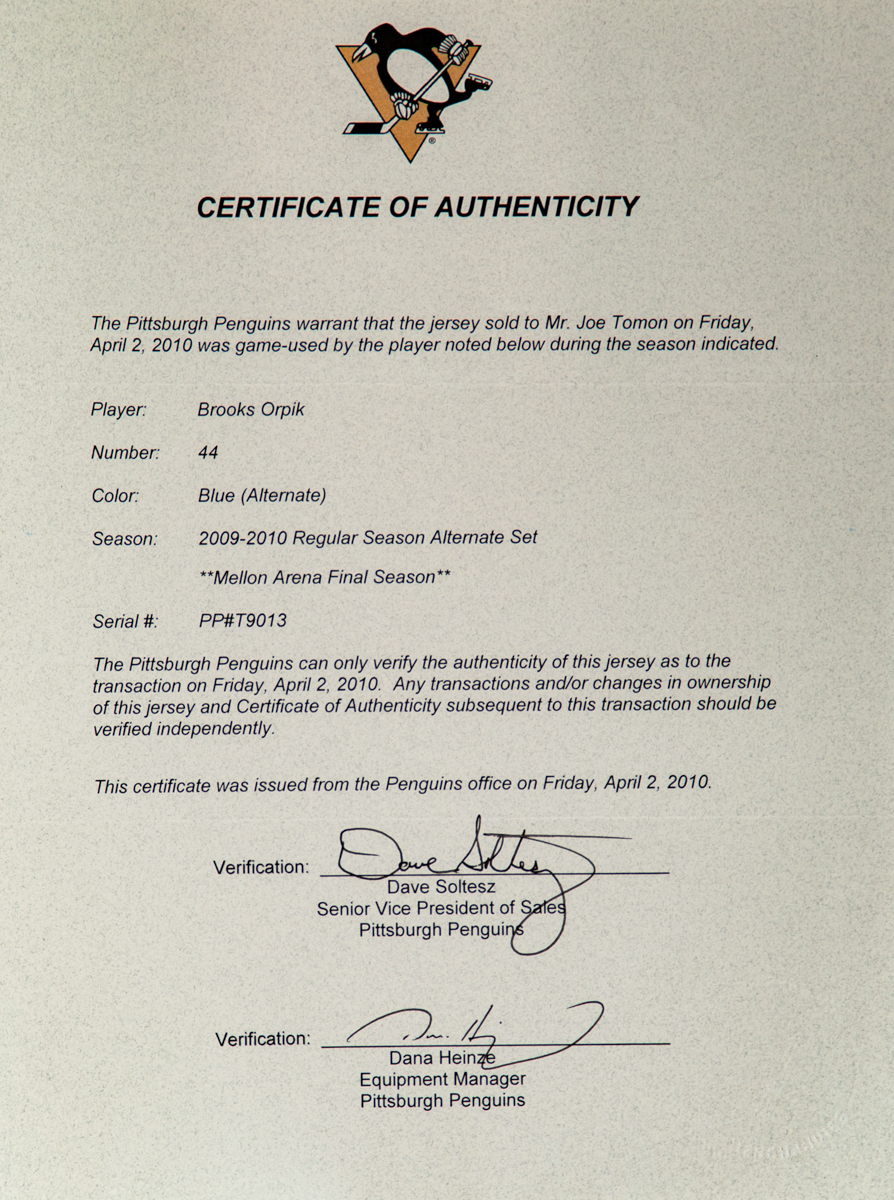 ®
CERTIFICATE OF AUTHENTICITY
The Pittsburgh Penguins warrant that the jersey sold to Mr. Joe Tomon on Friday,
April 2, 2010 was game-used by the player noted below during the season indicated.
Player: Brooks Orpik
Number: 44
Color: Blue (Alternate)
Season: 2009-2010 Regular Season Alternate Set
**Mellon Arena Final Season**
Serial #: PP#T9013
The Pittsburgh Penguins can only verify the authenticity of this jersey as to the
transaction on Friday, April 2, 2010. Any transactions and/or changes in ownership
of this jersey and Certificate of Authenticity subsequent to this transaction should be
verified independently.
This certificate was issued from the Penguins office on Friday, April 2, 2010.
Verification: Dave Soltesz
Dave Soltesz
Senior Vice President of Sales
Pittsburgh Penguins
Verification:
Dana Heinze
Equipment Manager
Pittsburgh Penguins